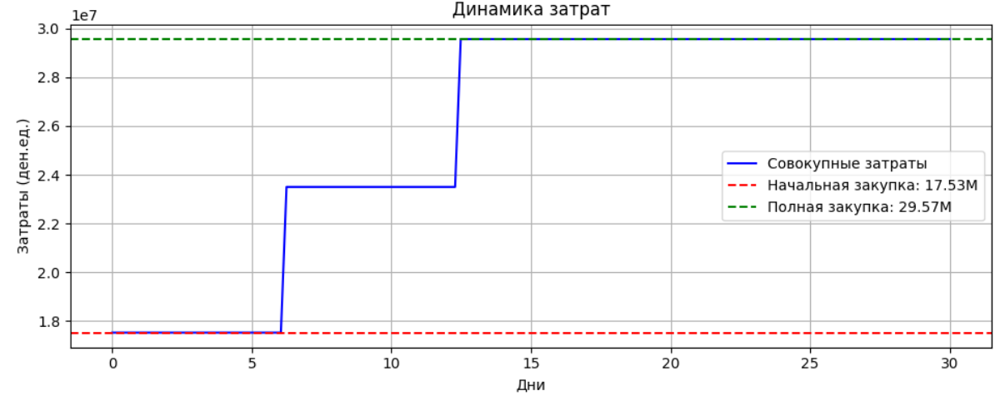 Динамика затрат
1e7
3.0
2.8
2.6
2.4
2.2
2.0
1.8
Затраты (ден.ед.)
Совокупные затраты
Начальная закупка: 17.53M
Полная закупка: 29.57M
0 5 10 15 20 25 30
Дни